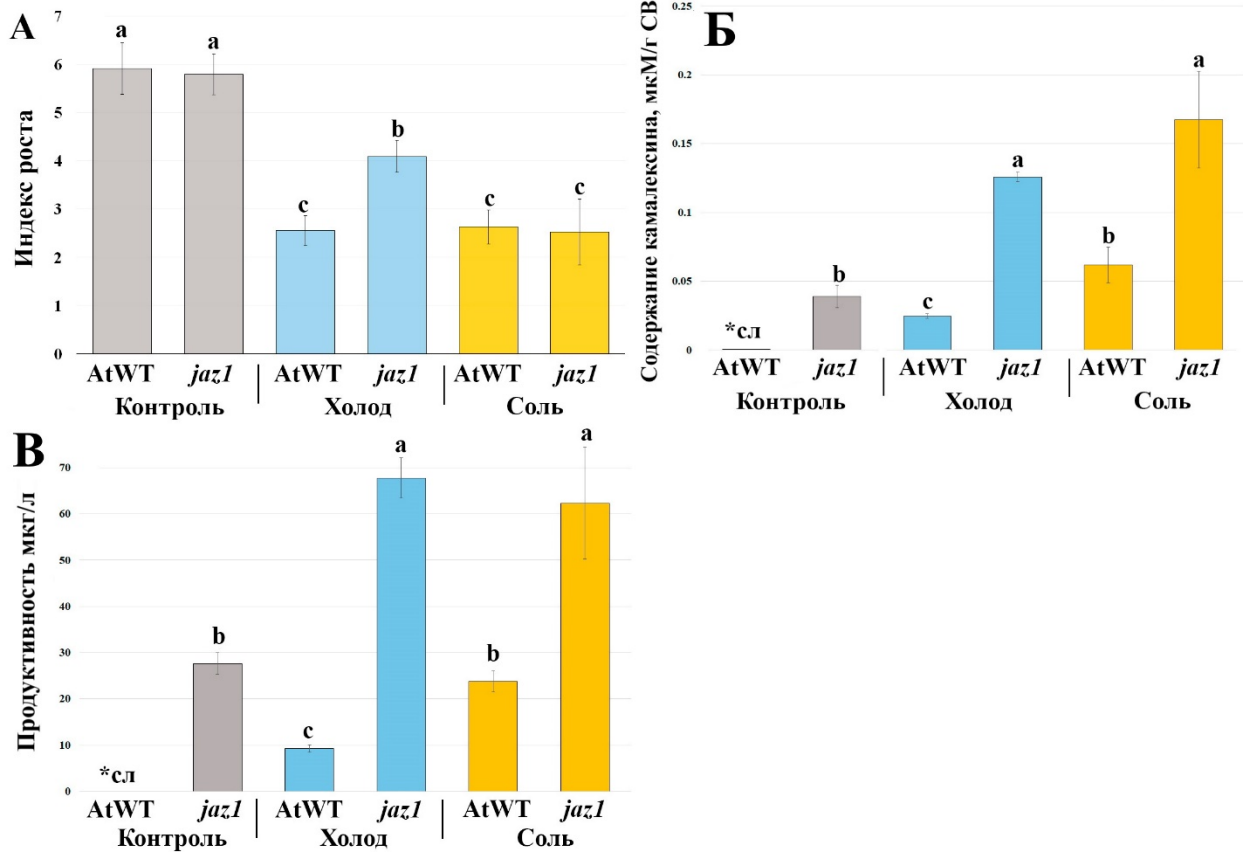 А
Индекс роста
7
6
5
4
3
2
1
0
a
a
c
b
c
c
AtWT jaz1 AtWT jaz1 AtWT jaz1
Контроль Холод Соль
Б
Содержание камалексина, мкМ/г СВ
0.25
0.2
0.15
0.1
0.05
0
*сл
b
c
a
b
a
AtWT jaz1 AtWT jaz1 AtWT jaz1
Контроль Холод Соль
В
Продуктивность мкг/л
70
60
50
40
30
20
10
0
*сл
b
c
a
b
a
AtWT jaz1 AtWT jaz1 AtWT jaz1
Контроль Холод Соль